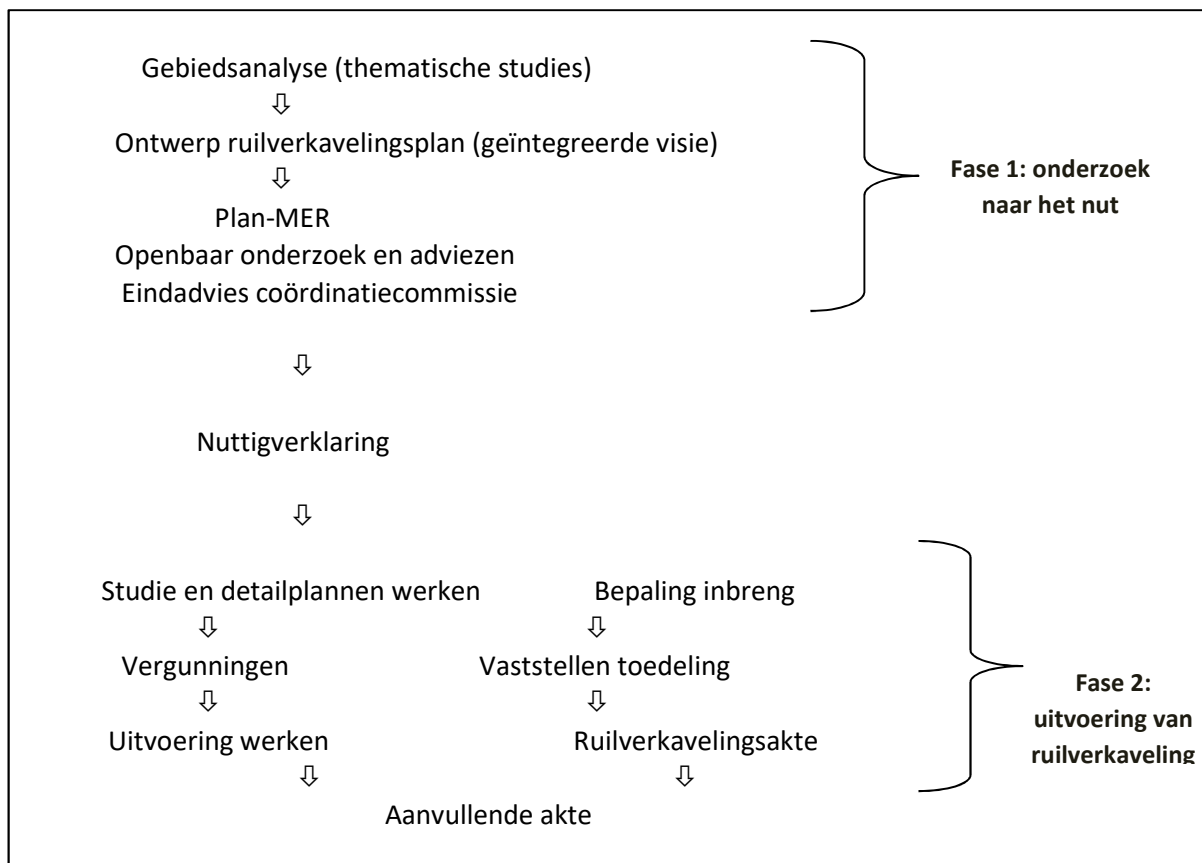 Gebiedsanalyse (thematische studies)
⇩
Ontwerp ruilverkavelingsplan (geïntegreerde visie)
⇩
Plan-MER
Openbaar onderzoek en adviezen
Eindadvies coördinatiecommissie
Fase 1: onderzoek
naar het nut
⇩
Nuttigverklaring
⇩
Studie en detailplannen werken
⇩
Vergunningen
⇩
Uitvoering werken
⇩
Bepaling inbreng
⇩
Vaststellen toedeling
⇩
Ruilverkavelingsakte
⇩
Aanvullende akte
Fase 2:
uitvoering van
ruilverkaveling